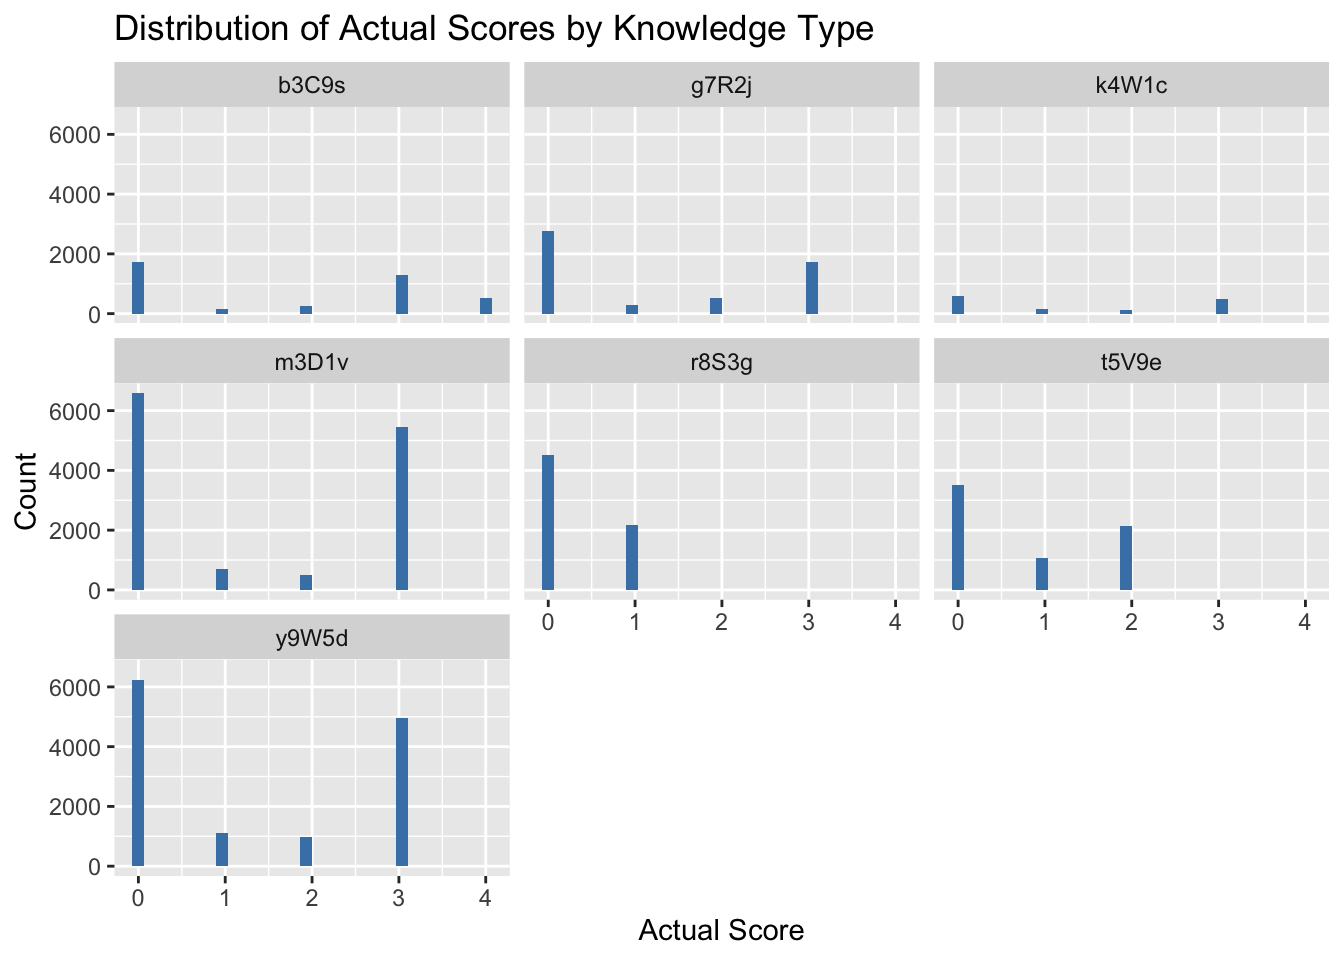 Distribution of Actual Scores by Knowledge Type
b3C9s g7R2j k4W1c
6000
4000
2000
0
m3D1v r8S3g t5V9e
6000
4000
2000
0
0 1 2 3 4 0 1 2 3 4
y9W5d
6000
4000
2000
0
0 1 2 3 4
Count
Actual Score